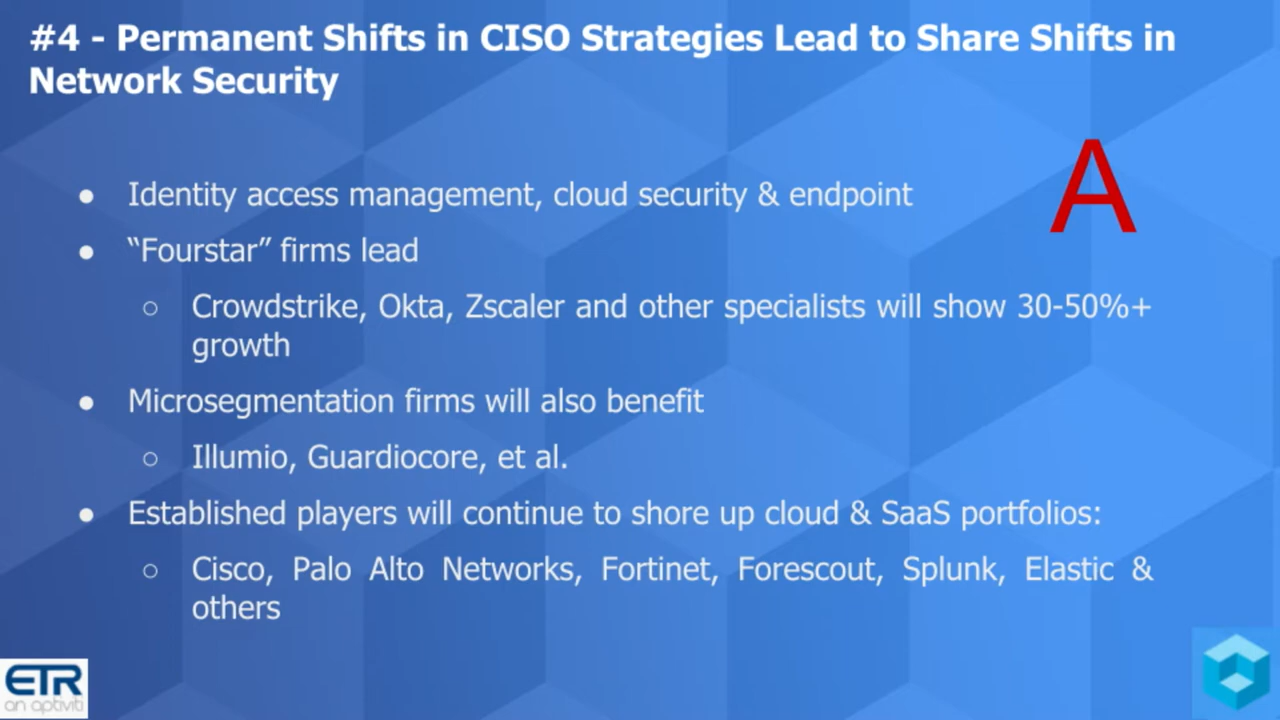 #4 - Permanent Shifts in CISO Strategies Lead to Share Shifts in
Network Security
A
● Identity access management, cloud security & endpoint
● “Fourstar” firms lead
○ Crowdstrike, Okta, Zscaler and other specialists will show 30-50%+
growth
● Microsegmentation firms will also benefit
○ Illumio, Guardiocore, et al.
● Established players will continue to shore up cloud & SaaS portfolios:
○ Cisco, Palo Alto Networks, Fortinet, Forescout, Splunk, Elastic &
others
ETR
an aptiviti